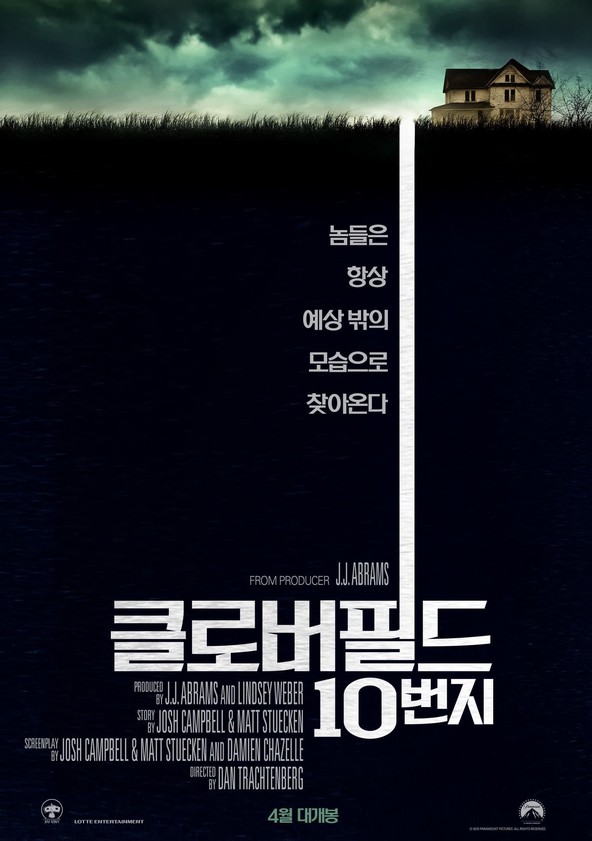 놈들은
항상
예상 밖의
모습으로
찾아온다
FROM PRODUCER J.J. ABRAMS
클로버필드
10번지
PRODUCED BY J.J. ABRAMS AND LINDSEY WEBER
STORY BY JOSH CAMPBELL & MATT STUECKEN
SCREENPLAY BY JOSH CAMPBELL & MATT STUECKEN AND DAMIEN CHAZELLE
DIRECTED BY DAN TRACHTENBERG
LOTTE ENTERTAINMENT
4월 대개봉
Paramount